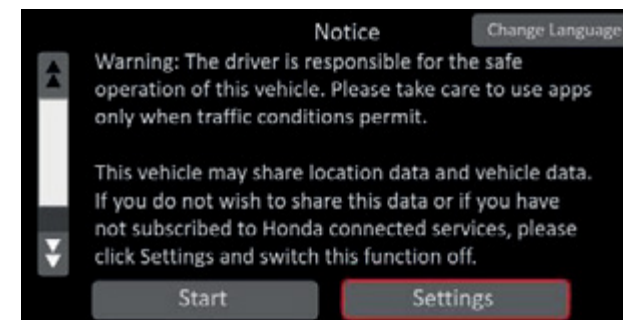 Notice
Change Language
Warning: The driver is responsible for the safe
operation of this vehicle. Please take care to use apps
only when traffic conditions permit.
This vehicle may share location data and vehicle data.
If you do not wish to share this data or if you have
not subscribed to Honda connected services, please
click Settings and switch this function off.
Start
Settings